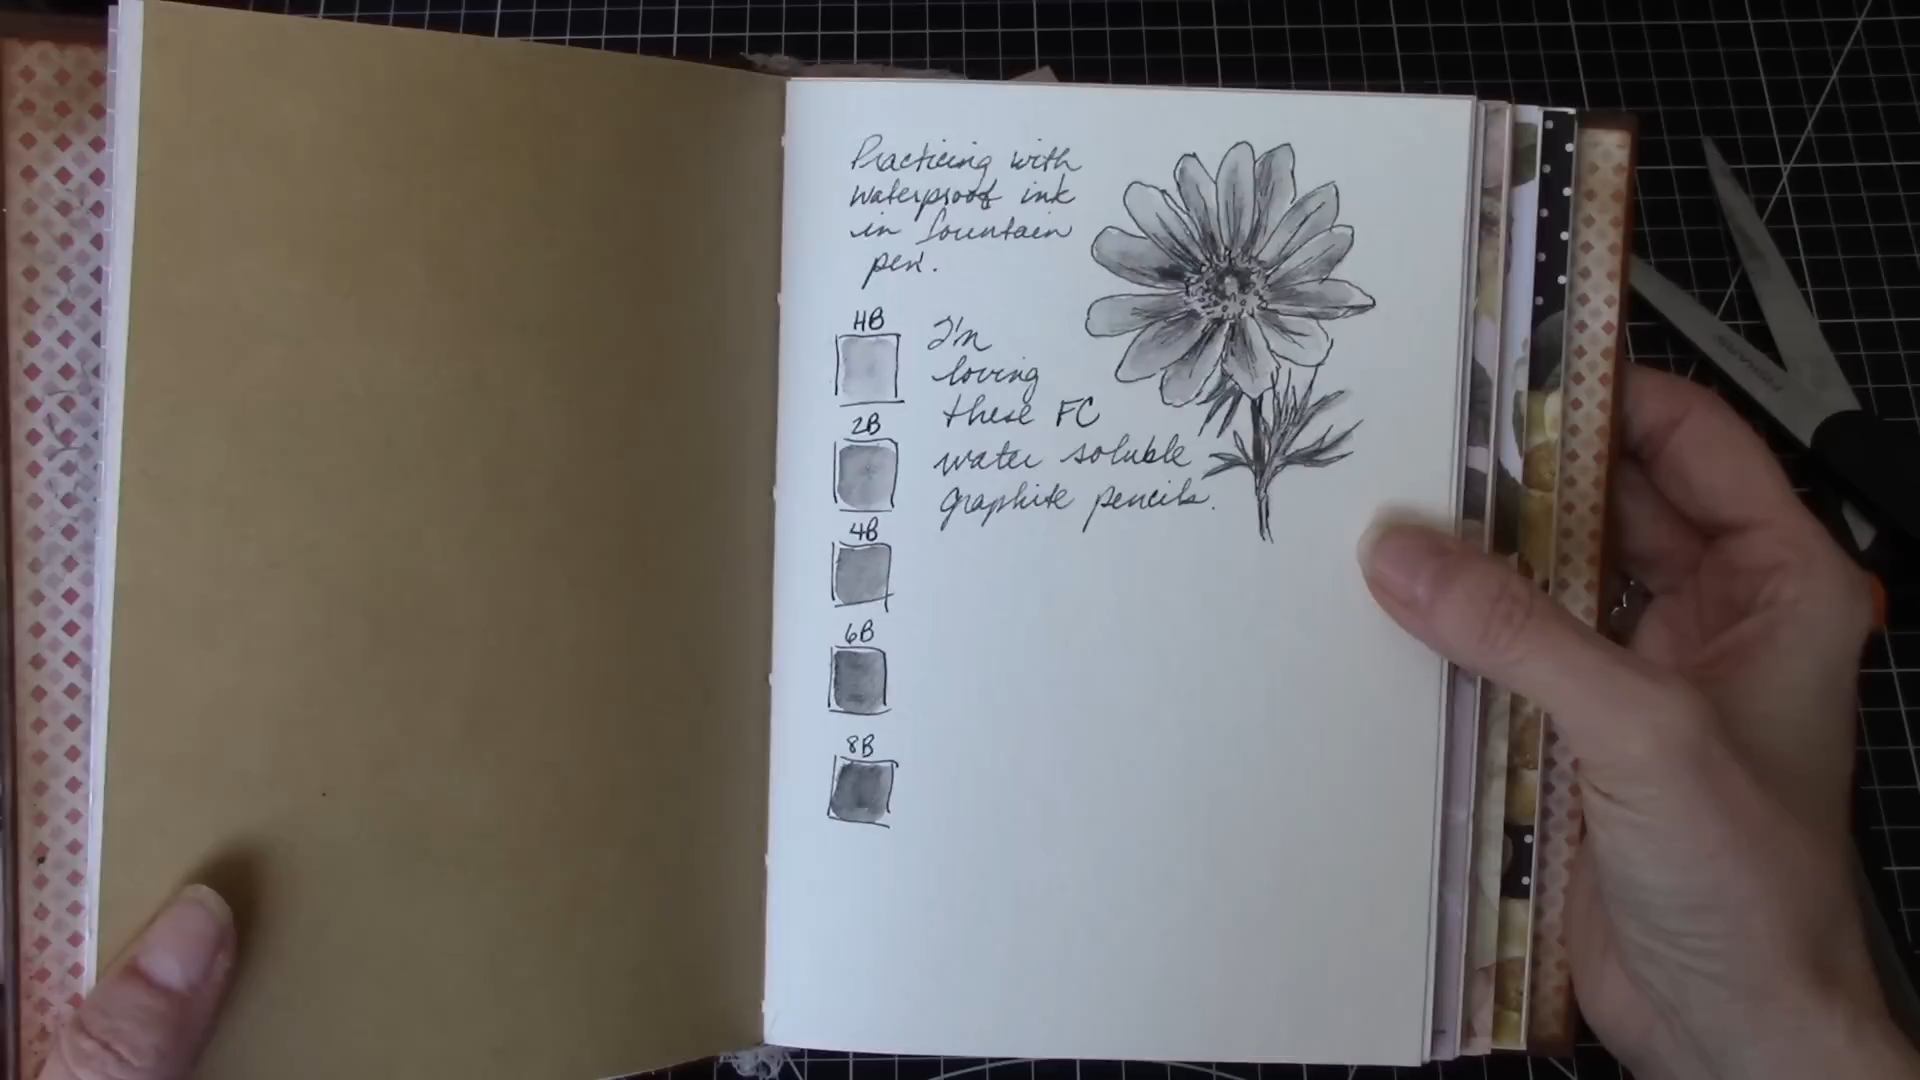 Practicing with
waterproof ink
in fountain
pen.
HB
2B
4B
6B
8B
I'm
loving
these FC
water soluble
graphite pencils.